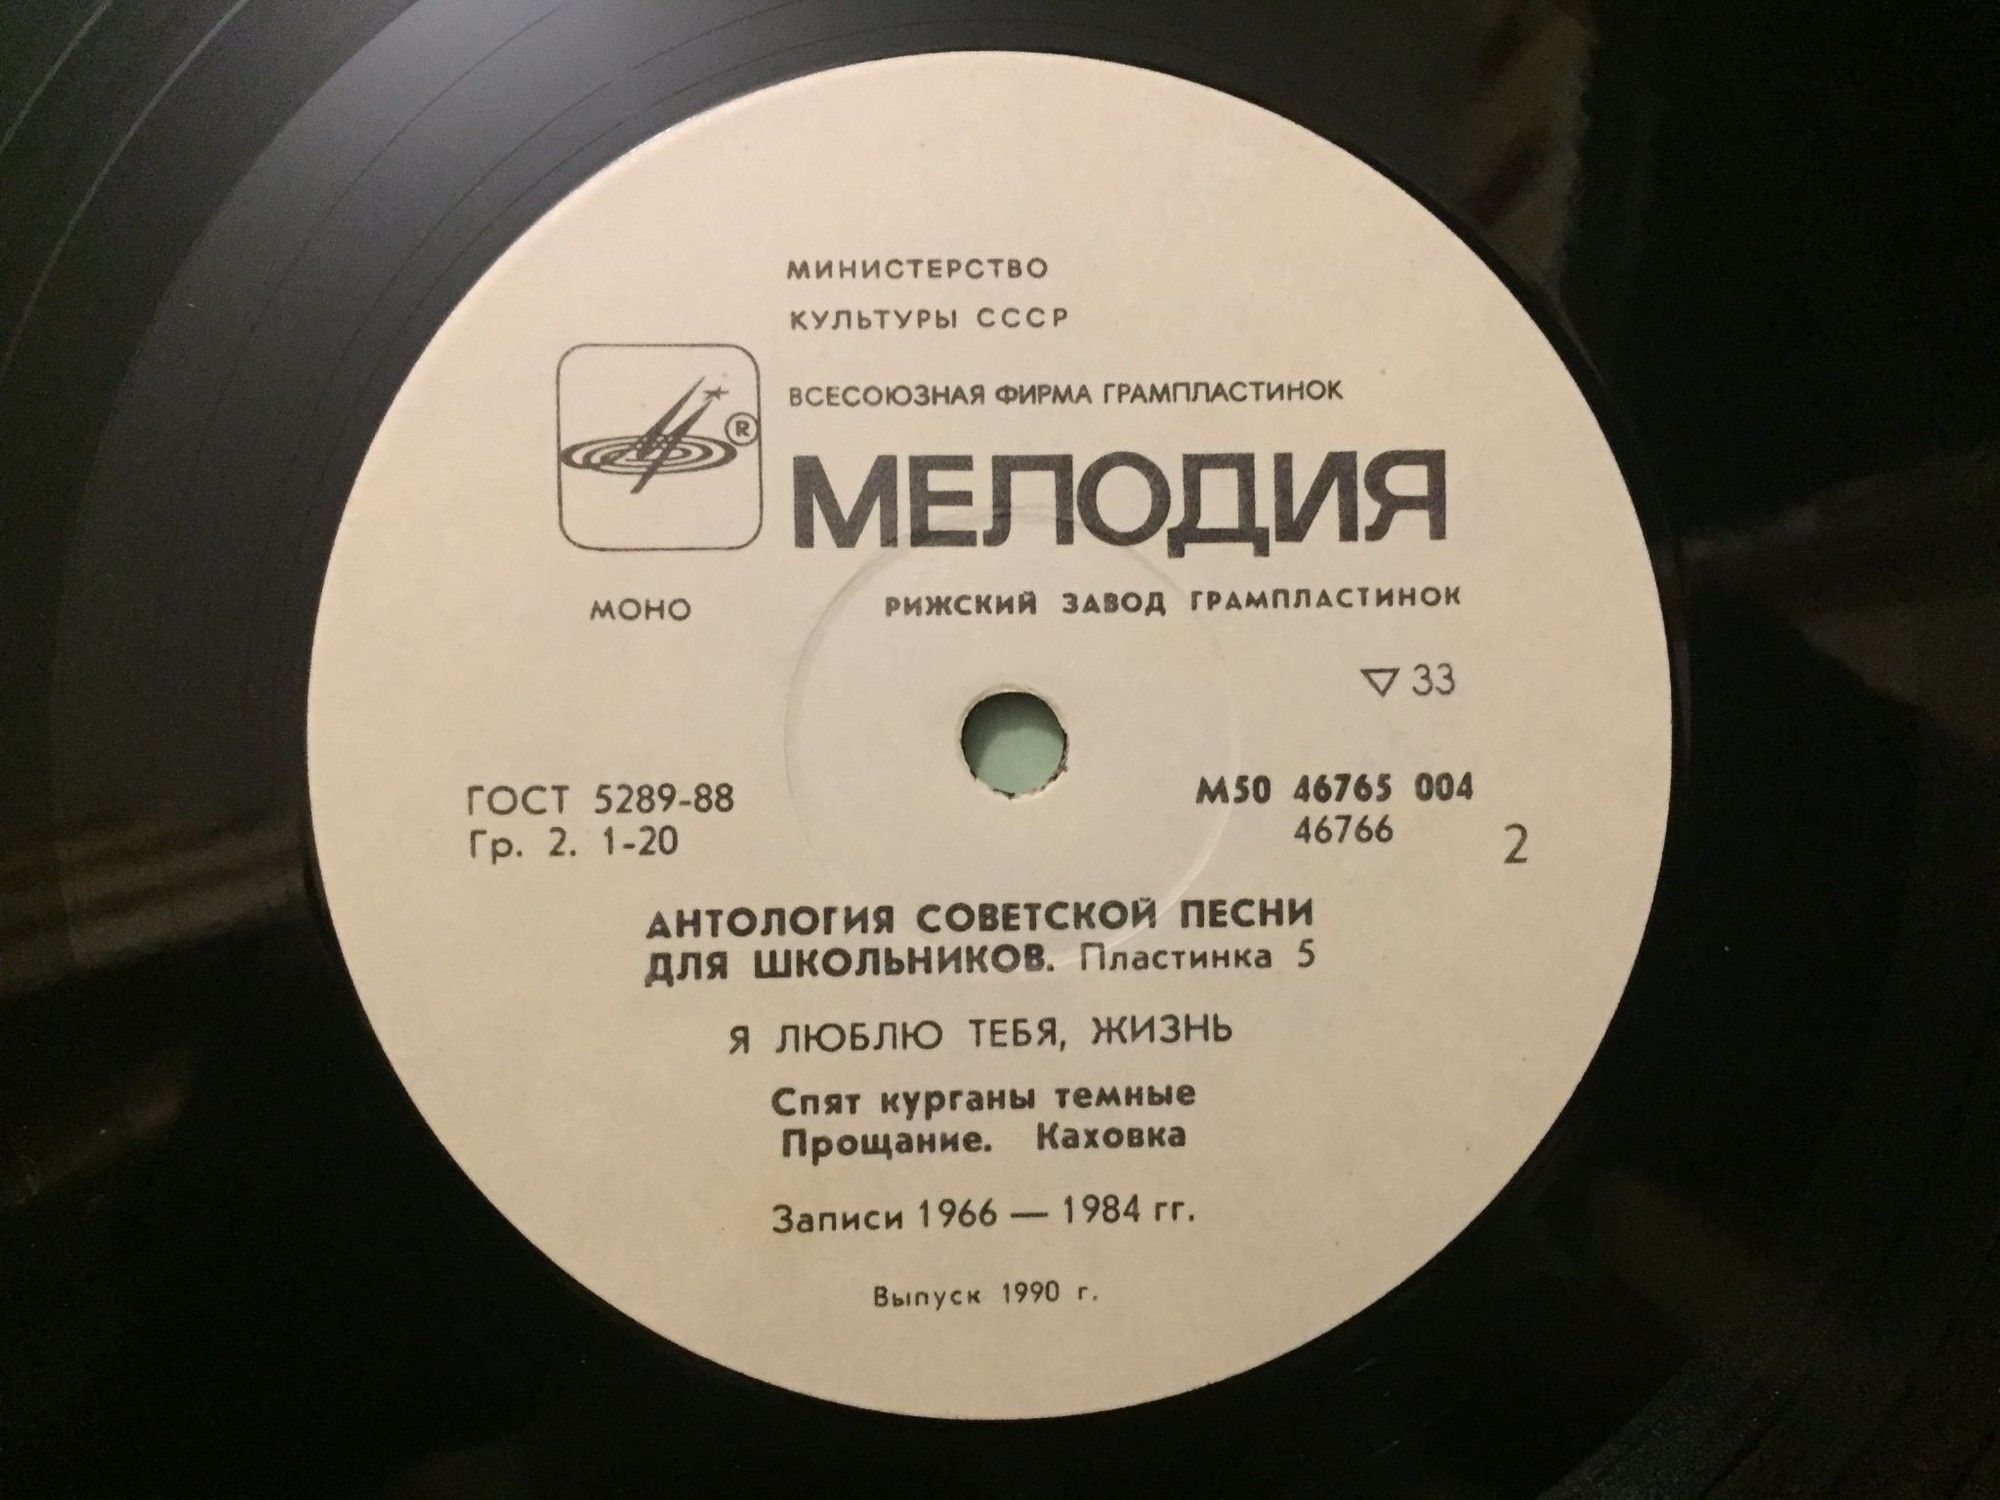 МИНИСТЕРСТВО
КУЛЬТУРЫ СССР
ВСЕСОЮЗНАЯ ФИРМА ГРАМПЛАСТИНОК
®
МЕЛОДИЯ
МОНО РИЖСКИЙ ЗАВОД ГРАМПЛАСТИНОК
▽ 33
ГОСТ 5289-88 М50 46765 004
Гр. 2. 1-20 46766 2
АНТОЛОГИЯ СОВЕТСКОЙ ПЕСНИ
ДЛЯ ШКОЛЬНИКОВ. Пластинка 5
Я ЛЮБЛЮ ТЕБЯ, ЖИЗНЬ
Спят курганы темные
Прощание. Каховка
Записи 1966 — 1984 гг.
Выпуск 1990 г.